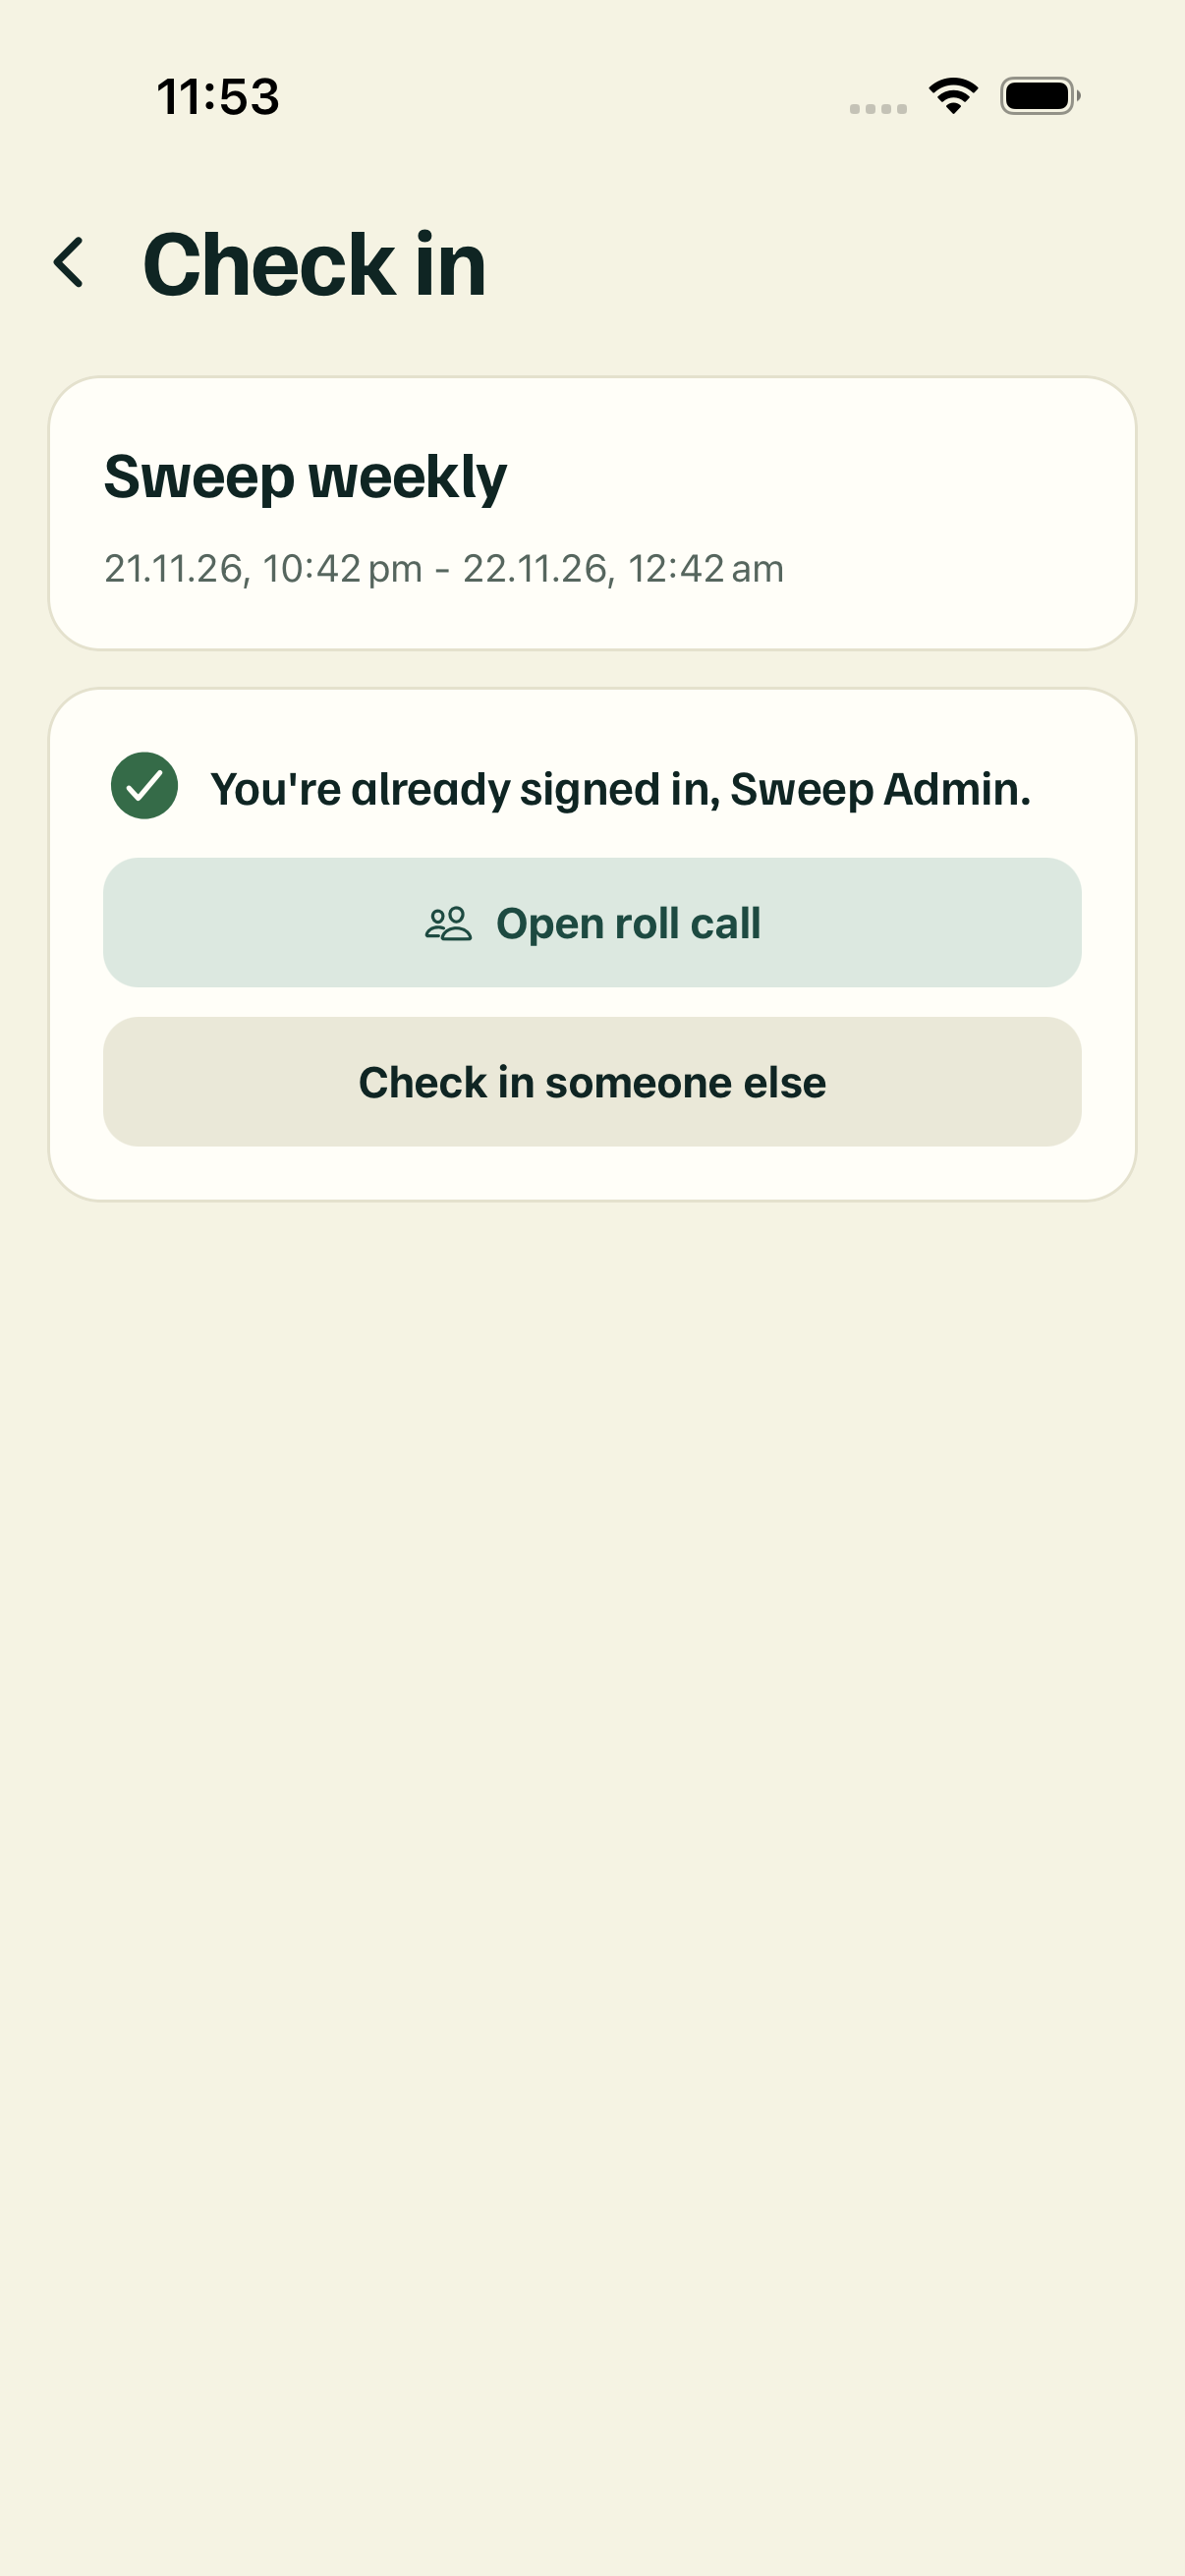 11:53
Check in
Sweep weekly
21.11.26, 10:42 pm - 22.11.26, 12:42 am
You're already signed in, Sweep Admin.
Open roll call
Check in someone else